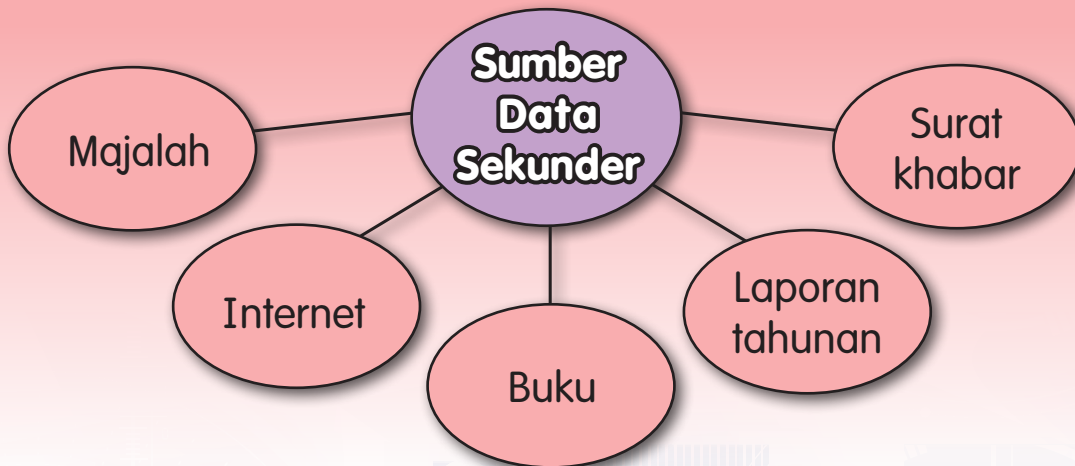 Sumber
Data
Sekunder
Majalah
Internet
Buku
Laporan
tahunan
Surat
khabar